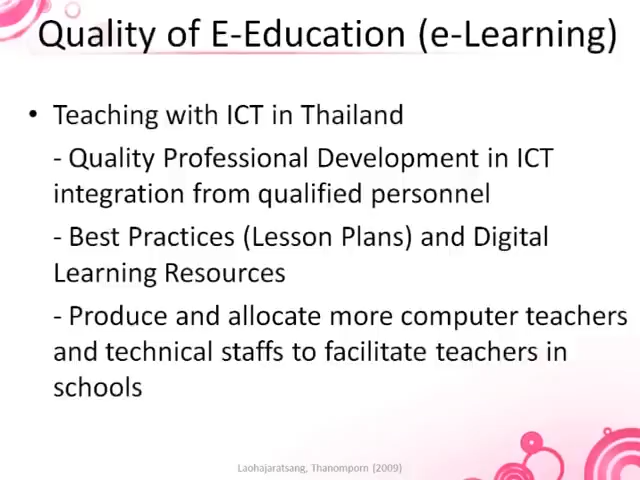 Quality of E-Education (e-Learning)
• Teaching with ICT in Thailand
- Quality Professional Development in ICT
integration from qualified personnel
- Best Practices (Lesson Plans) and Digital
Learning Resources
- Produce and allocate more computer teachers
and technical staffs to facilitate teachers in
schools
Laohajaratsang, Thanomporn (2009)